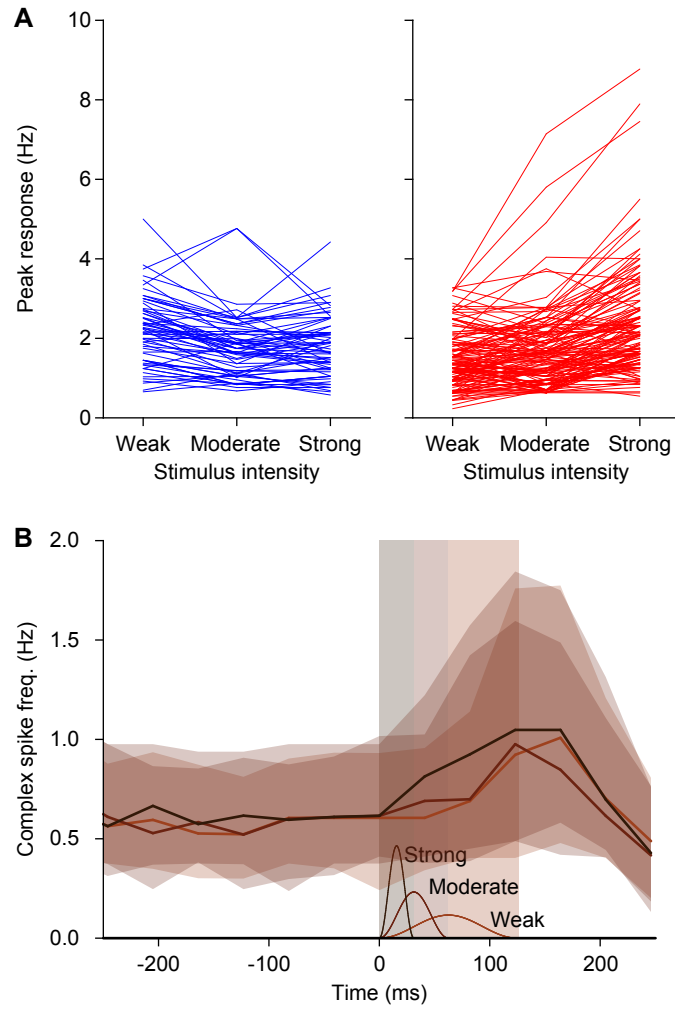 A
10
8
6
4
2
0
Peak response (Hz)
Weak Moderate Strong
Stimulus intensity
Weak Moderate Strong
Stimulus intensity
B
2.0
1.5
1.0
0.5
0.0
Complex spike freq. (Hz)
Strong
Moderate
Weak
-200 -100 0 100 200
Time (ms)